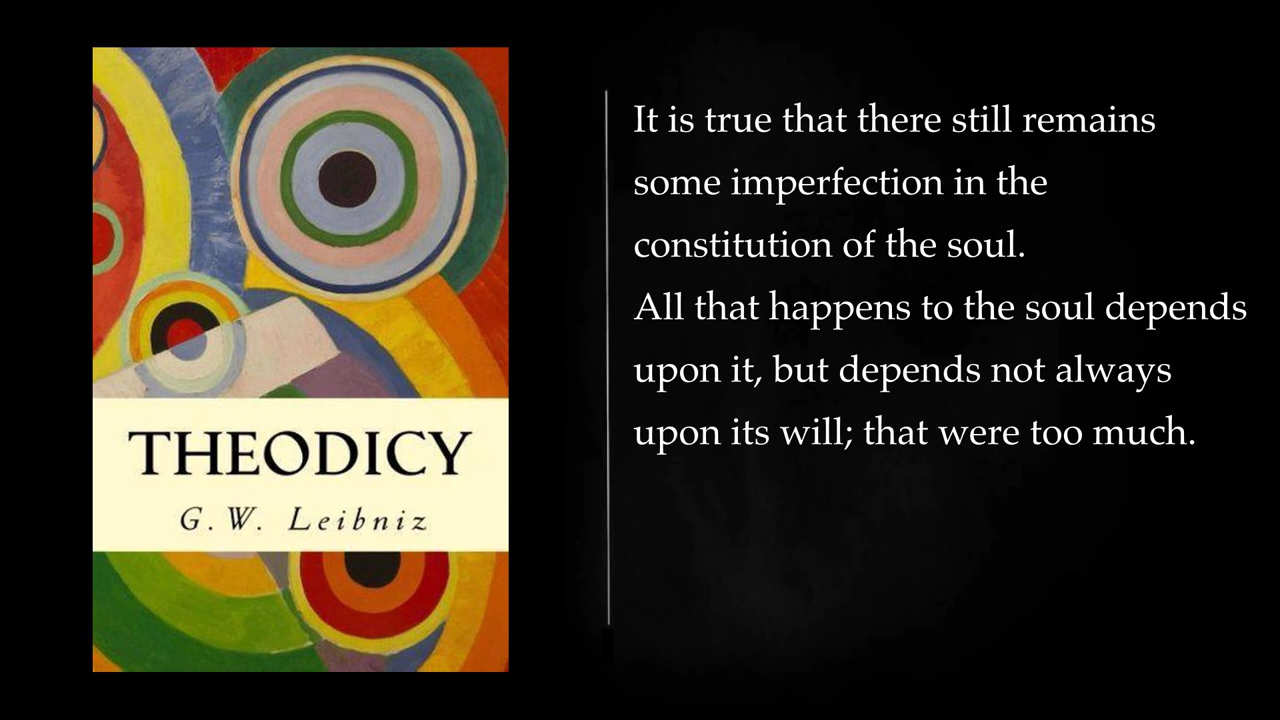 THEODICY
G. W. Leibniz
It is true that there still remains
some imperfection in the
constitution of the soul.
All that happens to the soul depends
upon it, but depends not always
upon its will; that were too much.